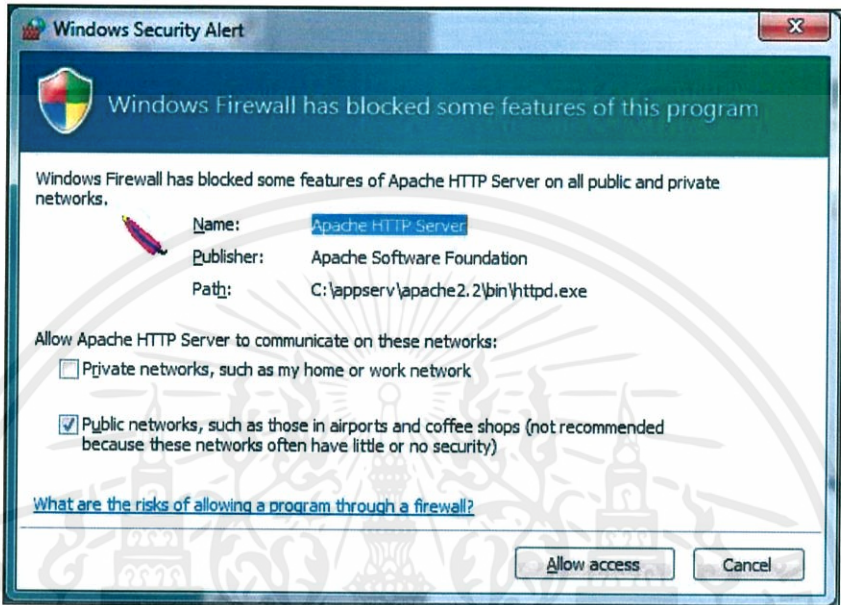 Windows Security Alert
Windows Firewall has blocked some features of this program
Windows Firewall has blocked some features of Apache HTTP Server on all public and private
networks.
Name: Apache HTTP Server
Publisher: Apache Software Foundation
Path: C:\appserv\apache2.2\bin\httpd.exe
Allow Apache HTTP Server to communicate on these networks:
Private networks, such as my home or work network
Public networks, such as those in airports and coffee shops (not recommended
because these networks often have little or no security)
What are the risks of allowing a program through a firewall?
Allow access Cancel